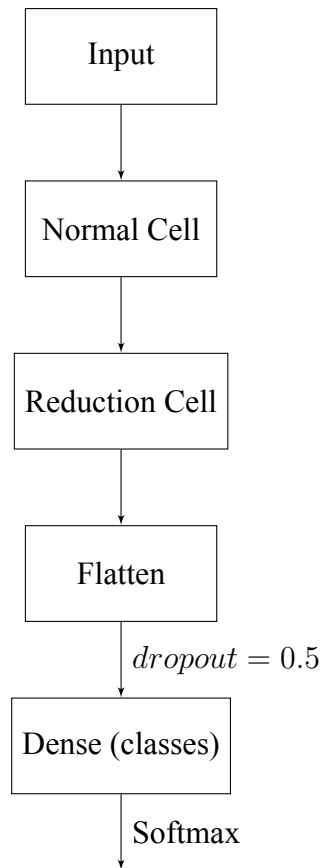 Input
Normal Cell
Reduction Cell
Flatten
dropout = 0.5
Dense (classes)
Softmax